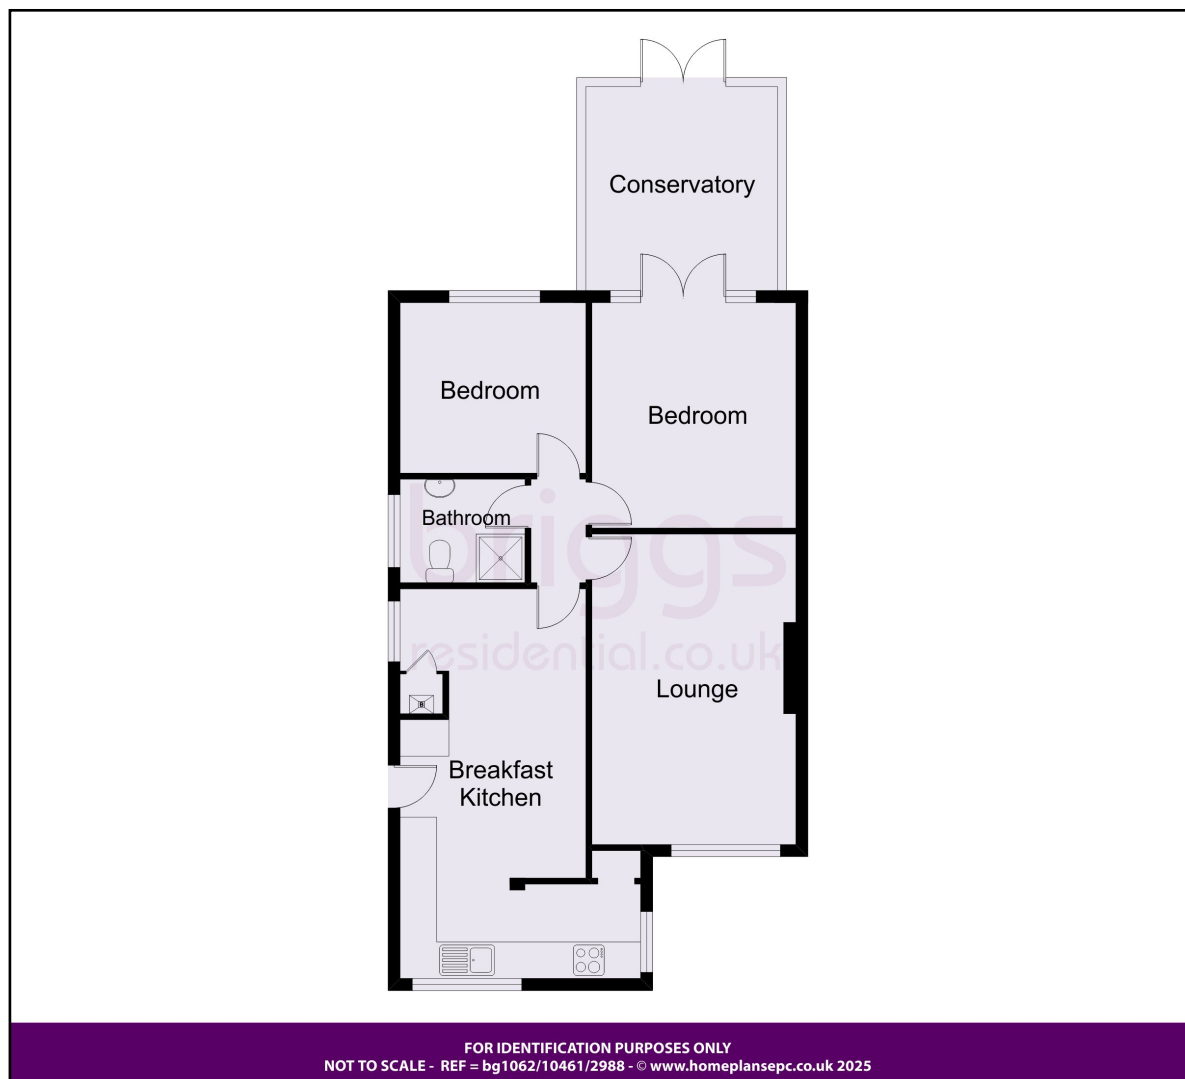 Conservatory
Bedroom
Bedroom
Bathroom
briggs
residential.co.uk
Lounge
B
Breakfast
Kitchen
FOR IDENTIFICATION PURPOSES ONLY
NOT TO SCALE - REF = bg1062/10461/2988 - © www.homeplansepc.co.uk 2025